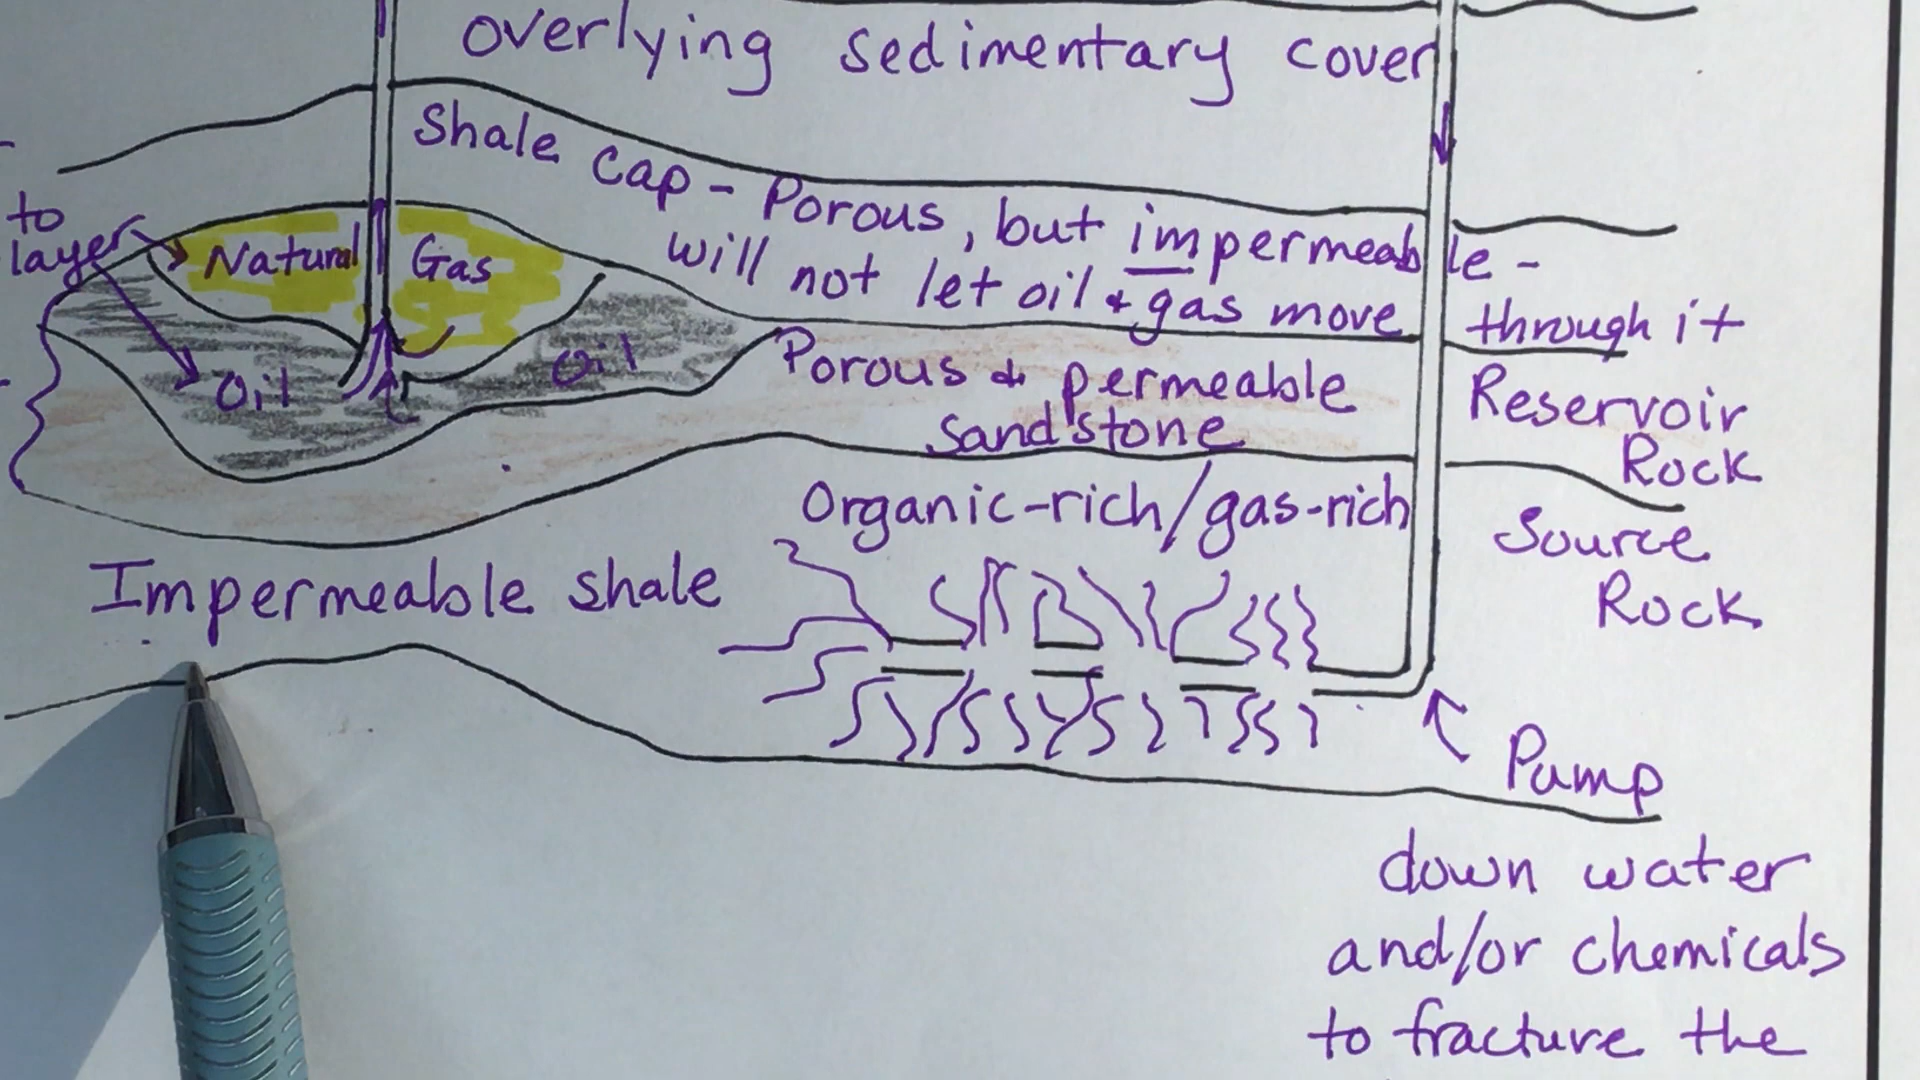 overlying sedimentary cover
Shale cap - Porous, but impermeable -
will not let oil & gas move through it
to
layer
Natural Gas
Oil
Oil
Porous & permeable
sandstone
Reservoir
Rock
Organic-rich/gas-rich
Source
Rock
Impermeable shale
Pump
down water
and/or chemicals
to fracture the